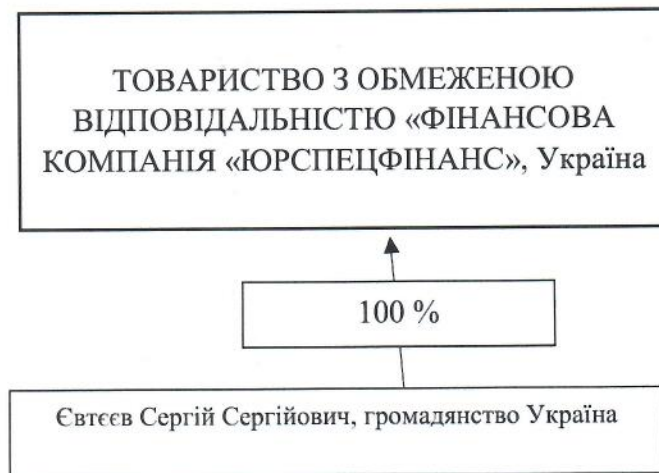 ТОВАРИСТВО З ОБМЕЖЕНОЮ
ВІДПОВІДАЛЬНІСТЮ «ФІНАНСОВА
КОМПАНІЯ «ЮРСПЕЦФІНАНС», Україна
100 %
Євтєєв Сергій Сергійович, громадянство Україна